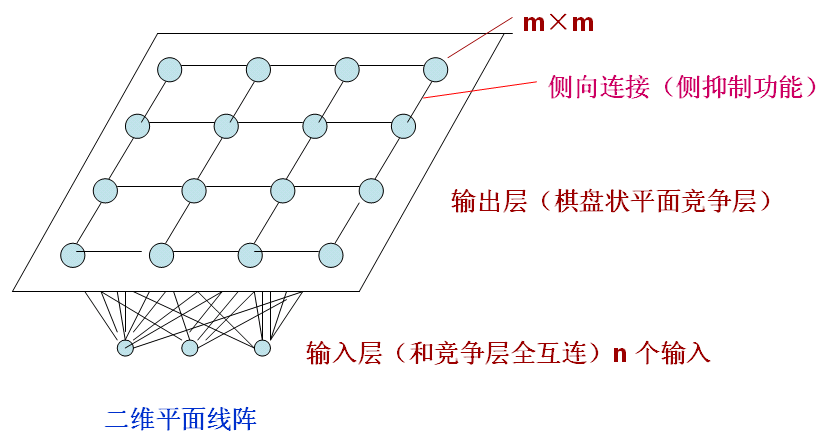 m×m
侧向连接（侧抑制功能）
输出层（棋盘状平面竞争层）
输入层（和竞争层全互连）n 个输入
二维平面线阵